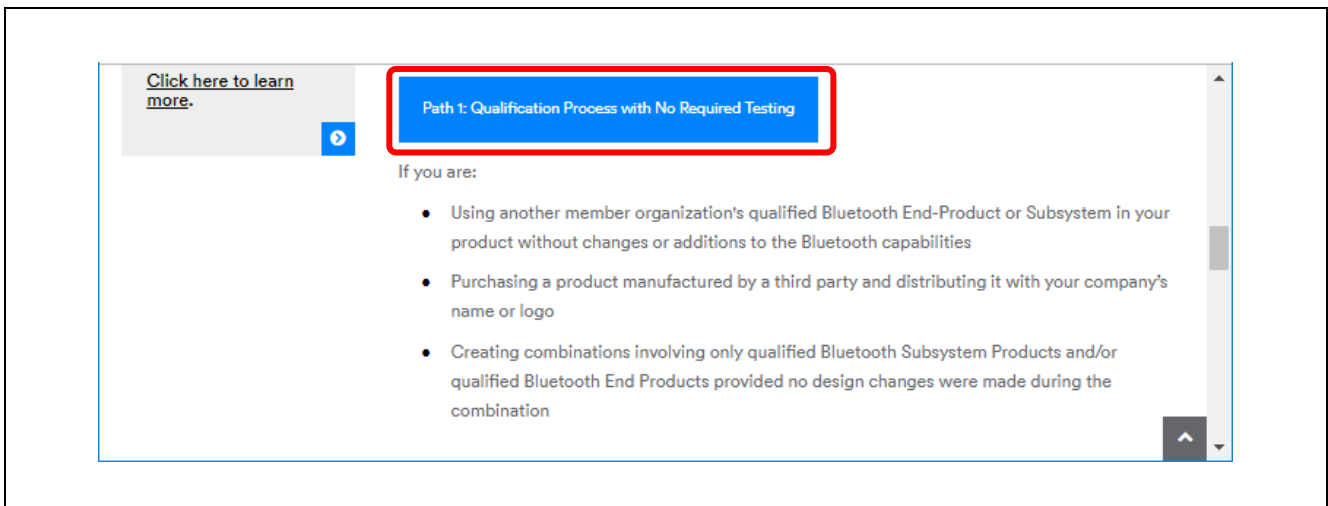 Click here to learn
more.
Path 1: Qualification Process with No Required Testing
If you are:
• Using another member organization's qualified Bluetooth End-Product or Subsystem in your
product without changes or additions to the Bluetooth capabilities
• Purchasing a product manufactured by a third party and distributing it with your company's
name or logo
• Creating combinations involving only qualified Bluetooth Subsystem Products and/or
qualified Bluetooth End Products provided no design changes were made during the
combination